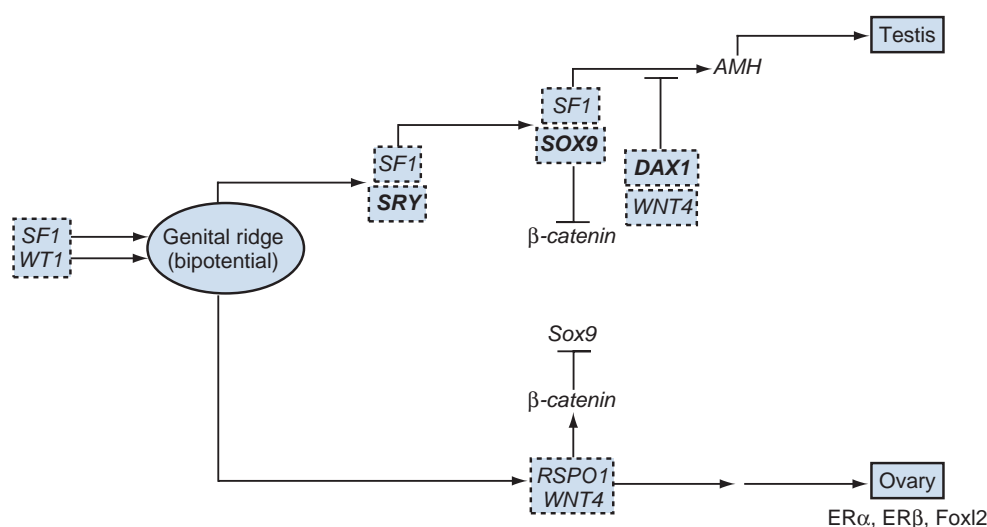 Testis
AMH
SF1
SOX9
DAX1
WNT4
SF1
SRY
β-catenin
SF1
WT1
Genital ridge
(bipotential)
Sox9
β-catenin
RSPO1
WNT4
Ovary
ERα, ERβ, Foxl2